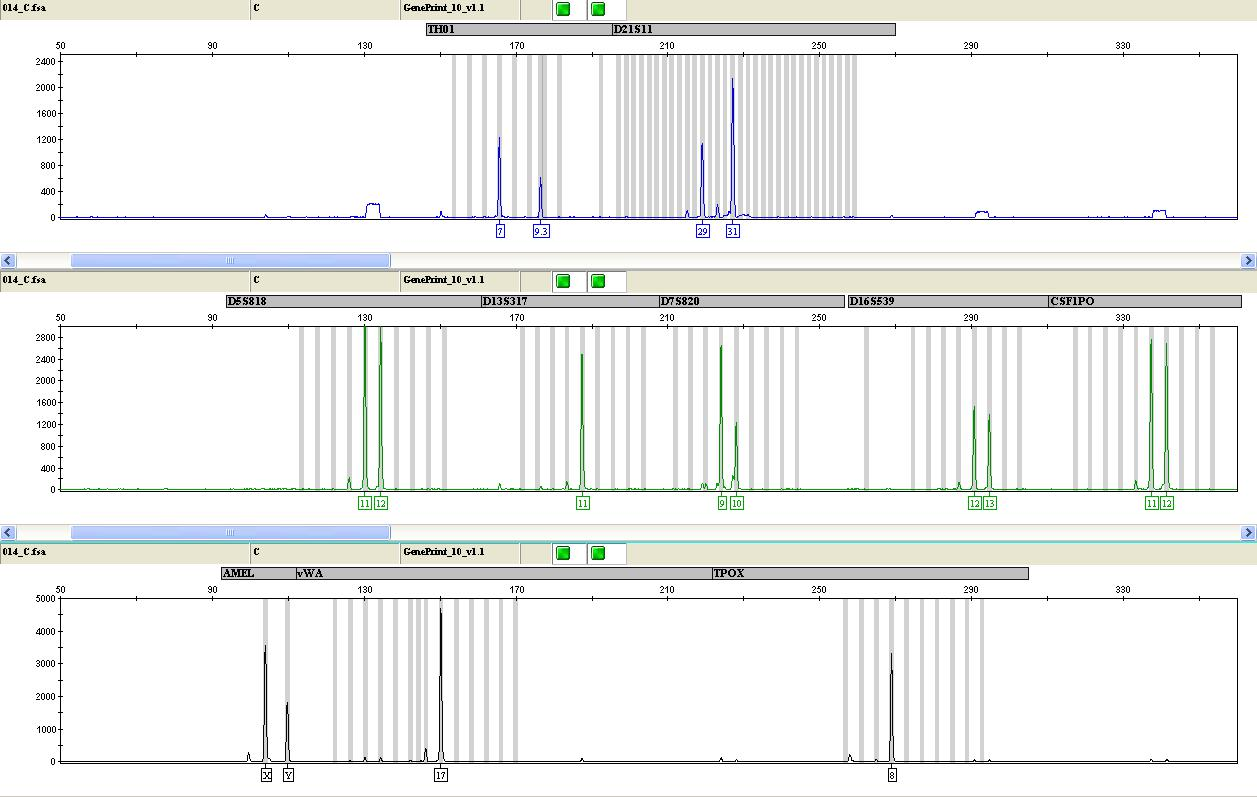 014_C.fsa C GenePrint_10_v1.1
TH01 D21S11
50 90 130 170 210 250 290 330
2400
2000
1600
1200
800
400
0
7 9.3 29 31
014_C.fsa C GenePrint_10_v1.1
D5S818 D13S317 D7S820 D16S539 CSF1PO
50 90 130 170 210 250 290 330
2800
2400
2000
1600
1200
800
400
0
11 12 11 9 10 12 13 11 12
014_C.fsa C GenePrint_10_v1.1
AMEL vWA TPOX
50 90 130 170 210 250 290 330
5000
4000
3000
2000
1000
0
X Y 17 8